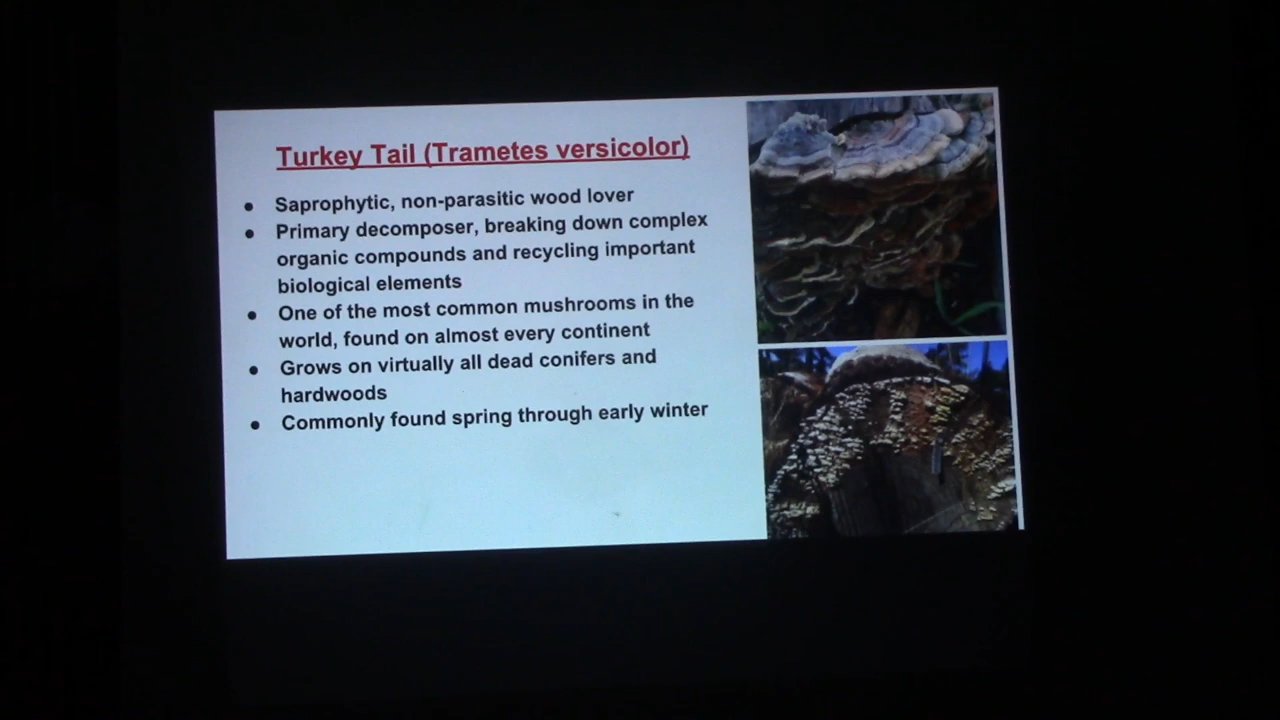 Turkey Tail (Trametes versicolor)
● Saprophytic, non-parasitic wood lover
● Primary decomposer, breaking down complex
organic compounds and recycling important
biological elements
● One of the most common mushrooms in the
world, found on almost every continent
● Grows on virtually all dead conifers and
hardwoods
● Commonly found spring through early winter